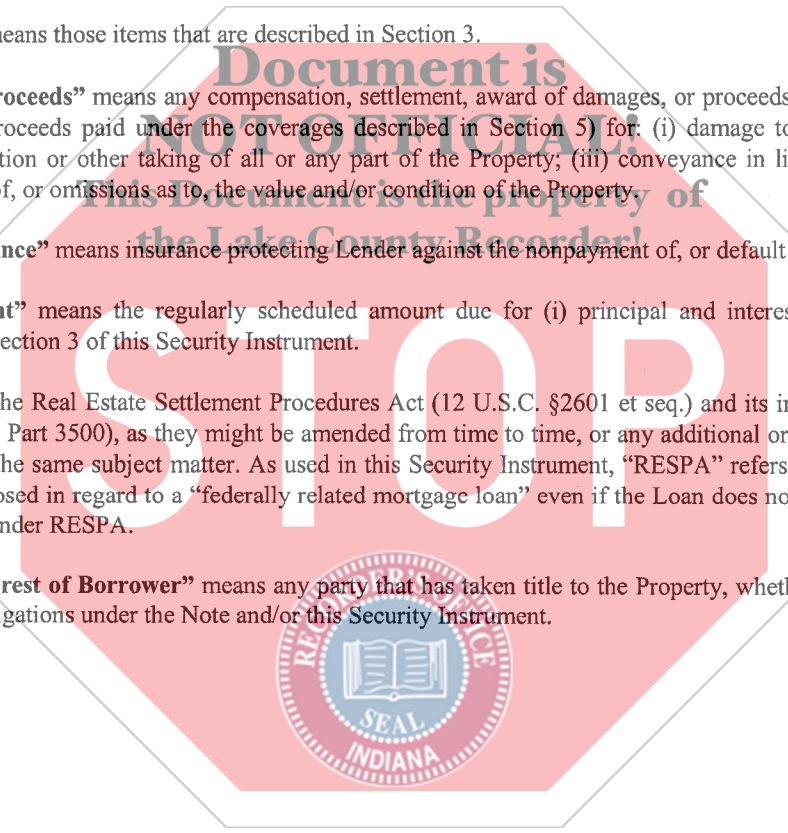 means those items that are described in Section 3.
Document is
roceeds” means any compensation, settlement, award of damages, or proceeds
roceeds paid under the coverages described in Section 5) for: (i) damage to
NOT OFFICIAL!
tion or other taking of all or any part of the Property; (iii) conveyance in li
of, or omissions as to, the value and/or condition of the Property.
This Document is the property of
the Lake County Recorder!
ance” means insurance protecting Lender against the nonpayment of, or default
nt” means the regularly scheduled amount due for (i) principal and interes
ection 3 of this Security Instrument.
STOP
he Real Estate Settlement Procedures Act (12 U.S.C. §2601 et seq.) and its in
Part 3500), as they might be amended from time to time, or any additional or
he same subject matter. As used in this Security Instrument, “RESPA” refers
osed in regard to a “federally related mortgage loan” even if the Loan does no
nder RESPA.
erest of Borrower” means any party that has taken title to the Property, wheth
igations under the Note and/or this Security Instrument.
RECORDER'S OFFICE
SEAL
INDIANA